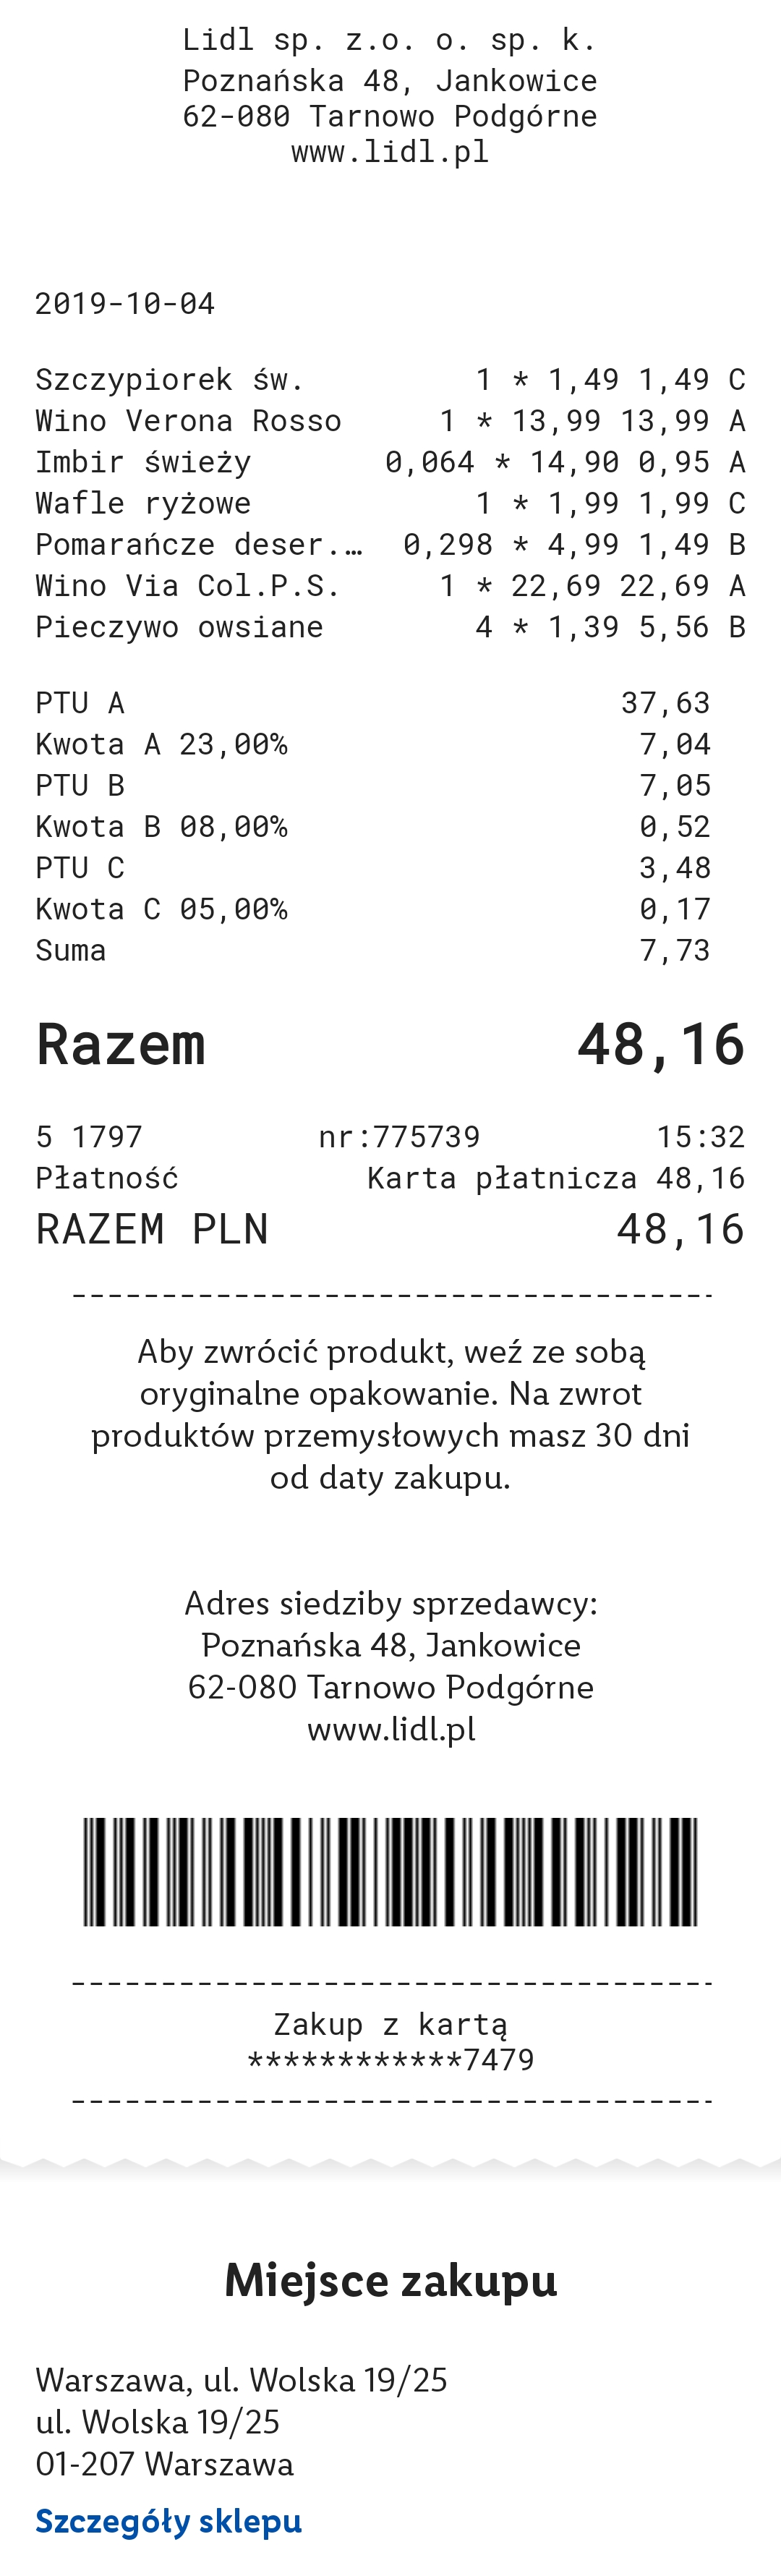 Lidl sp. z.o. o. sp. k.
Poznańska 48, Jankowice
62-080 Tarnowo Podgórne
www.lidl.pl
2019-10-04
Szczypiorek św. 1 * 1,49 1,49 C
Wino Verona Rosso 1 * 13,99 13,99 A
Imbir świeży 0,064 * 14,90 0,95 A
Wafle ryżowe 1 * 1,99 1,99 C
Pomarańcze deser.… 0,298 * 4,99 1,49 B
Wino Via Col.P.S. 1 * 22,69 22,69 A
Pieczywo owsiane 4 * 1,39 5,56 B
PTU A 37,63
Kwota A 23,00% 7,04
PTU B 7,05
Kwota B 08,00% 0,52
PTU C 3,48
Kwota C 05,00% 0,17
Suma 7,73
Razem 48,16
5 1797 nr:775739 15:32
Płatność Karta płatnicza 48,16
RAZEM PLN 48,16
Aby zwrócić produkt, weź ze sobą
oryginalne opakowanie. Na zwrot
produktów przemysłowych masz 30 dni
od daty zakupu.
Adres siedziby sprzedawcy:
Poznańska 48, Jankowice
62-080 Tarnowo Podgórne
www.lidl.pl
Zakup z kartą
************7479
Miejsce zakupu
Warszawa, ul. Wolska 19/25
ul. Wolska 19/25
01-207 Warszawa
Szczegóły sklepu